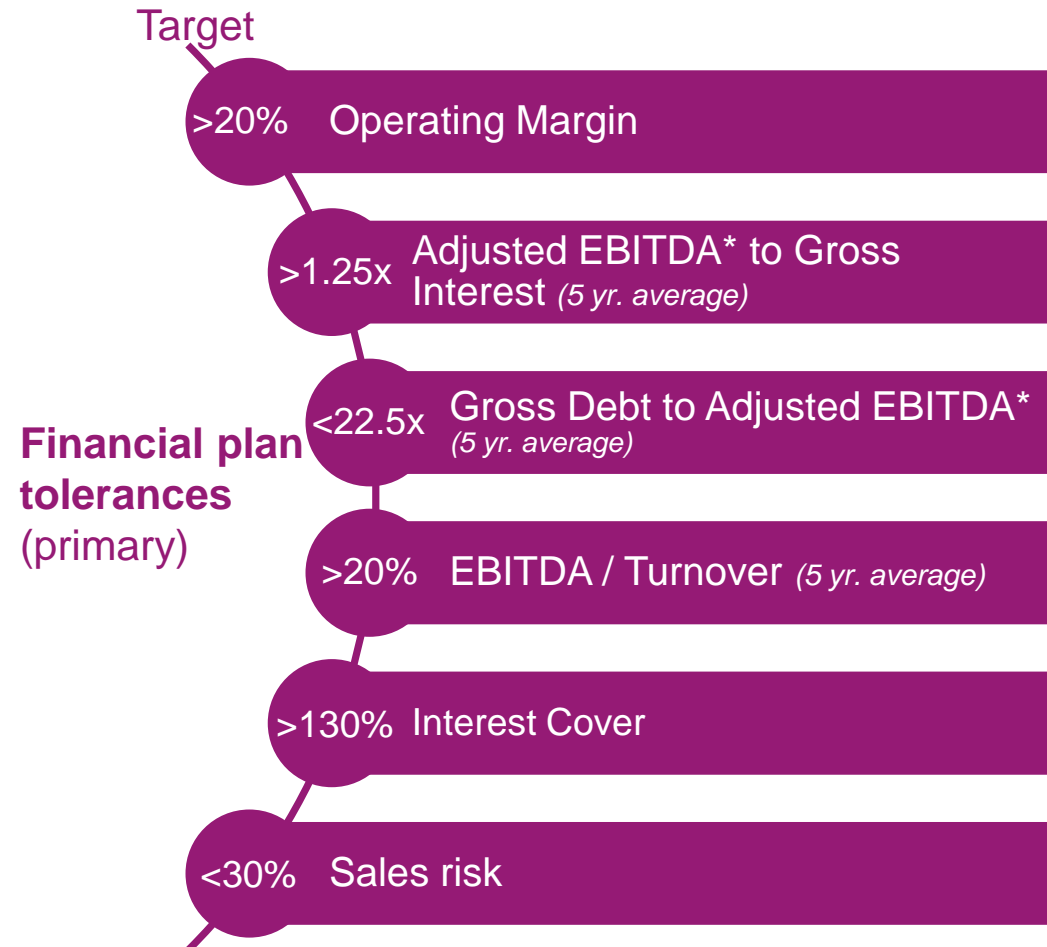 Target
>20% Operating Margin
>1.25x Adjusted EBITDA* to Gross
Interest (5 yr. average)
<22.5x Gross Debt to Adjusted EBITDA*
(5 yr. average)
Financial plan
tolerances
(primary)
>20% EBITDA / Turnover (5 yr. average)
>130% Interest Cover
<30% Sales risk